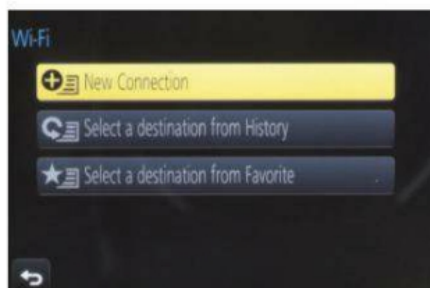 Wi-Fi
New Connection
Select a destination from History
Select a destination from Favorite